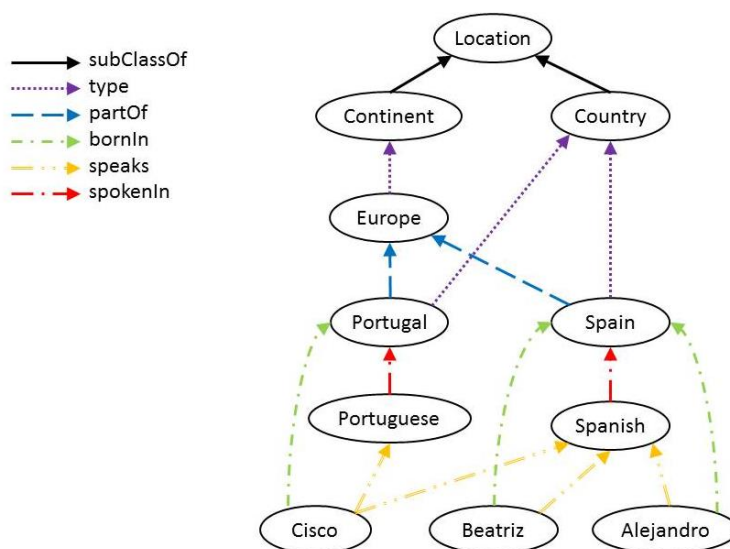 subClassOf
type
partOf
bornIn
speaks
spokenIn
Location
Continent
Country
Europe
Portugal
Spain
Portuguese
Spanish
Cisco
Beatriz
Alejandro